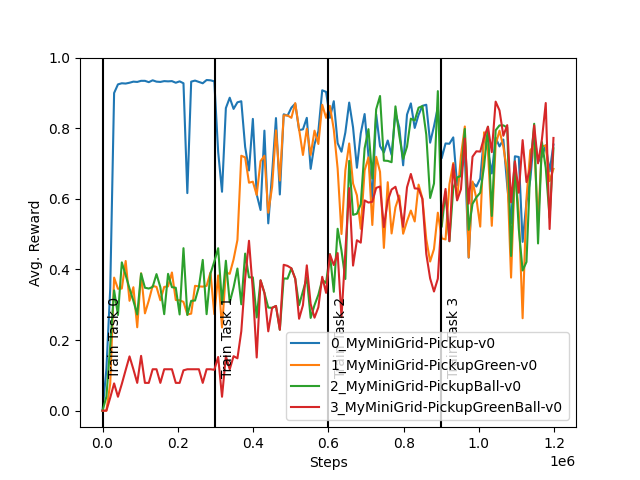 1.0
0.8
0.6
0.4
0.2
0.0
Avg. Reward
Train Task 0
Train Task 1
Train Task 2
Train Task 3
0_MyMiniGrid-Pickup-v0
1_MyMiniGrid-PickupGreen-v0
2_MyMiniGrid-PickupBall-v0
3_MyMiniGrid-PickupGreenBall-v0
0.0 0.2 0.4 0.6 0.8 1.0 1.2
Steps
1e6